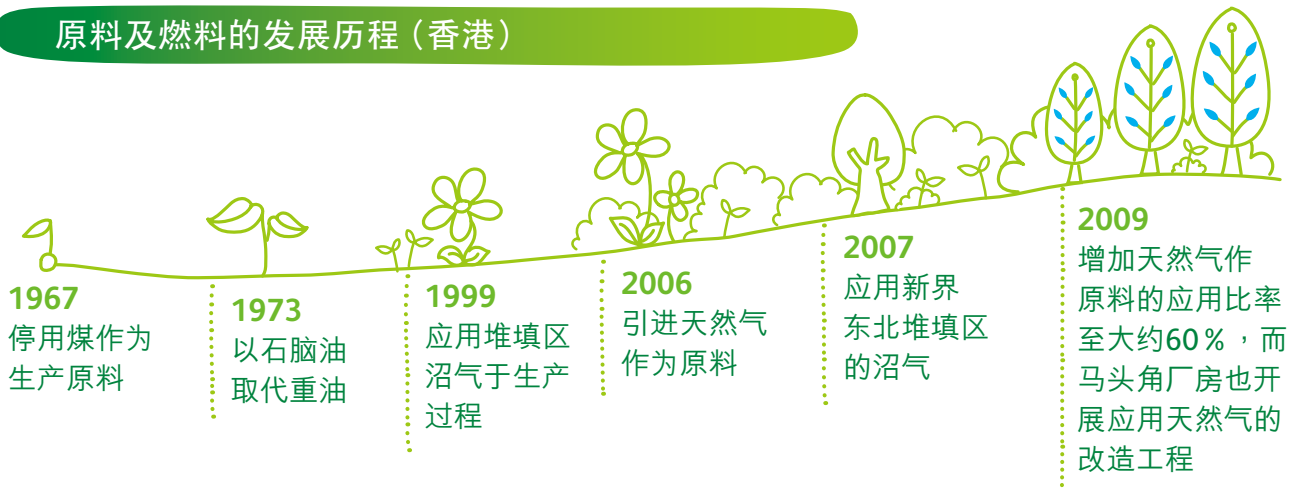 原料及燃料的发展历程（香港）
1967
停用煤作为
生产原料
1973
以石脑油
取代重油
1999
应用堆填区
沼气于生产
过程
2006
引进天然气
作为原料
2007
应用新界
东北堆填区
的沼气
2009
增加天然气作
原料的应用比率
至大约60％，而
马头角厂房也开
展应用天然气的
改造工程